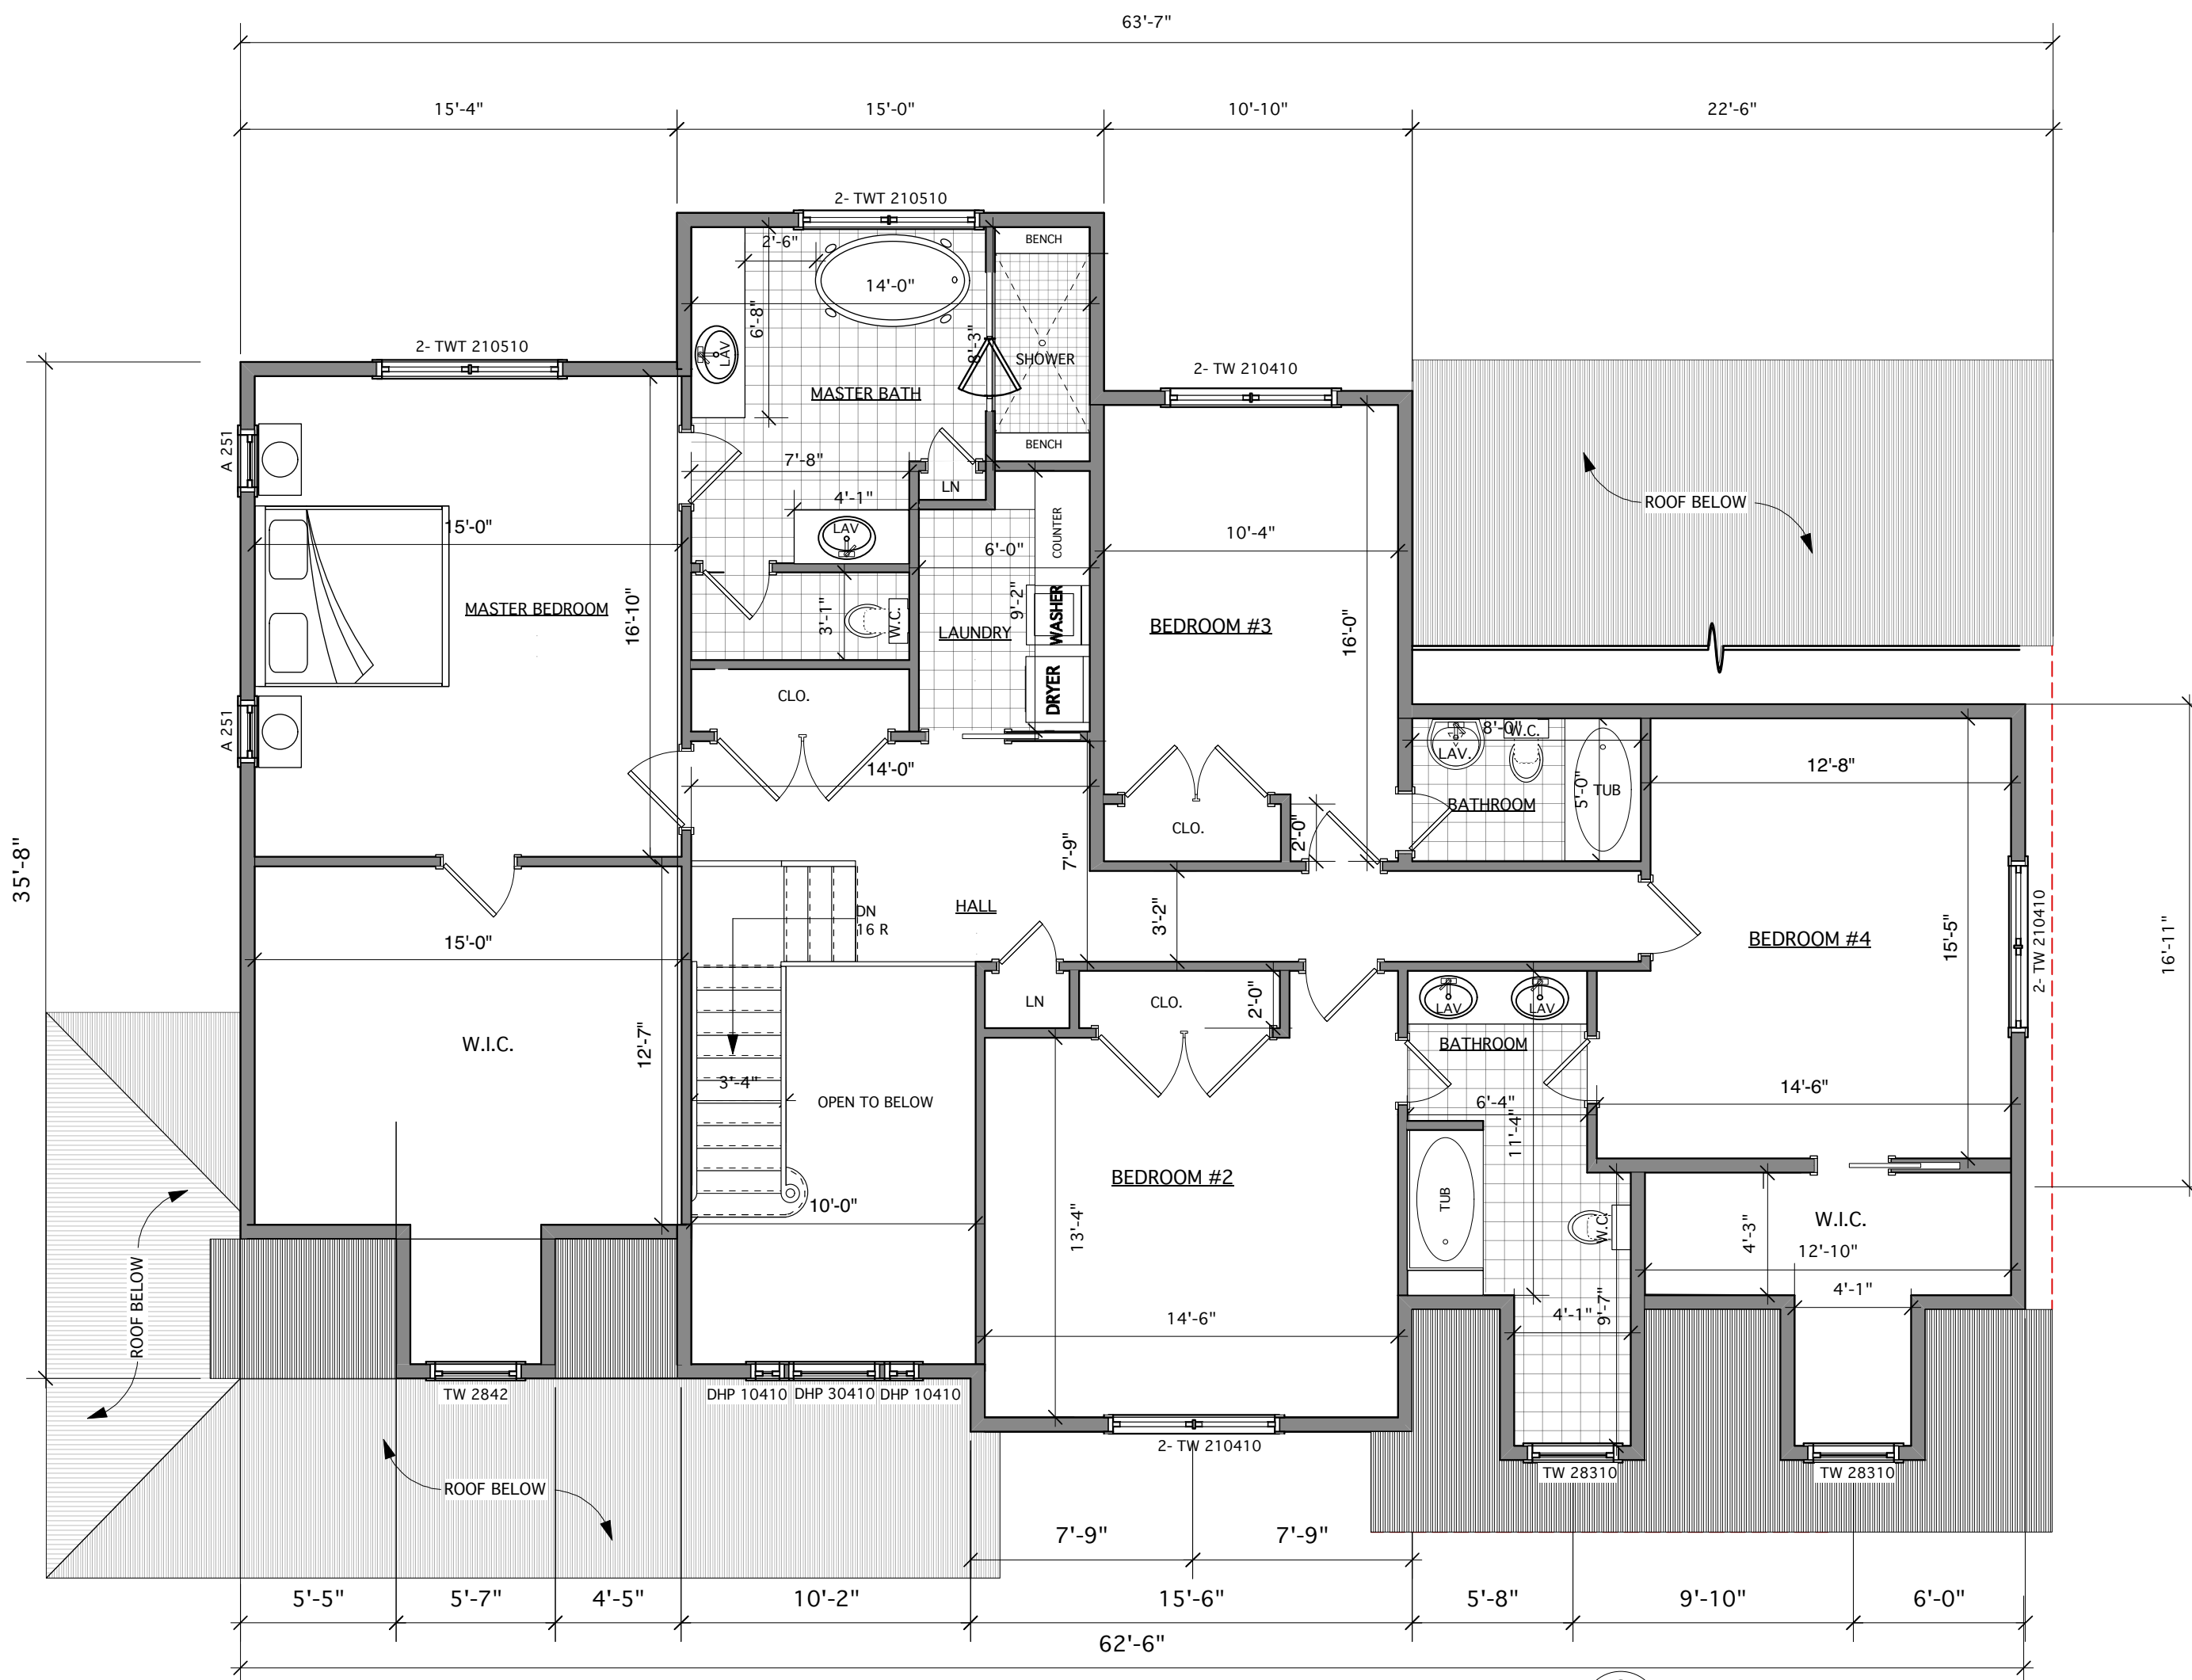 63'-7"
15'-4"
15'-0"
10'-10"
22'-6"
2- TWT 210510
2'-6"
BENCH
14'-0"
6'-8"
8'-3"
LAV
SHOWER
MASTER BATH
2- TWT 210510
2- TW 210410
A 251
BENCH
7'-8"
LN
4'-1"
LAV
COUNTER
ROOF BELOW
15'-0"
10'-4"
6'-0"
MASTER BEDROOM
16'-10"
3'-1"
W.C.
9'-2"
WASHER
LAUNDRY
BEDROOM #3
16'-0"
DRYER
A 251
CLO.
14'-0"
8'-0"
W.C.
LAV.
5'-0"
TUB
BATHROOM
12'-8"
CLO.
2'-0"
7'-9"
35'-8"
HALL
DN
16 R
3'-2"
15'-0"
BEDROOM #4
15'-5"
2- TW 210410
16'-11"
LN
CLO.
2'-0"
LAV
LAV
W.I.C.
12'-7"
BATHROOM
3'-4"
OPEN TO BELOW
14'-6"
6'-4"
11'-4"
BEDROOM #2
TUB
10'-0"
13'-4"
W.C.
4'-3"
W.I.C.
12'-10"
4'-1"
ROOF BELOW
14'-6"
4'-1"
9'-7"
TW 2842
DHP 10410
DHP 30410
DHP 10410
2- TW 210410
TW 28310
TW 28310
ROOF BELOW
7'-9"
7'-9"
5'-5"
5'-7"
4'-5"
10'-2"
15'-6"
5'-8"
9'-10"
6'-0"
62'-6"